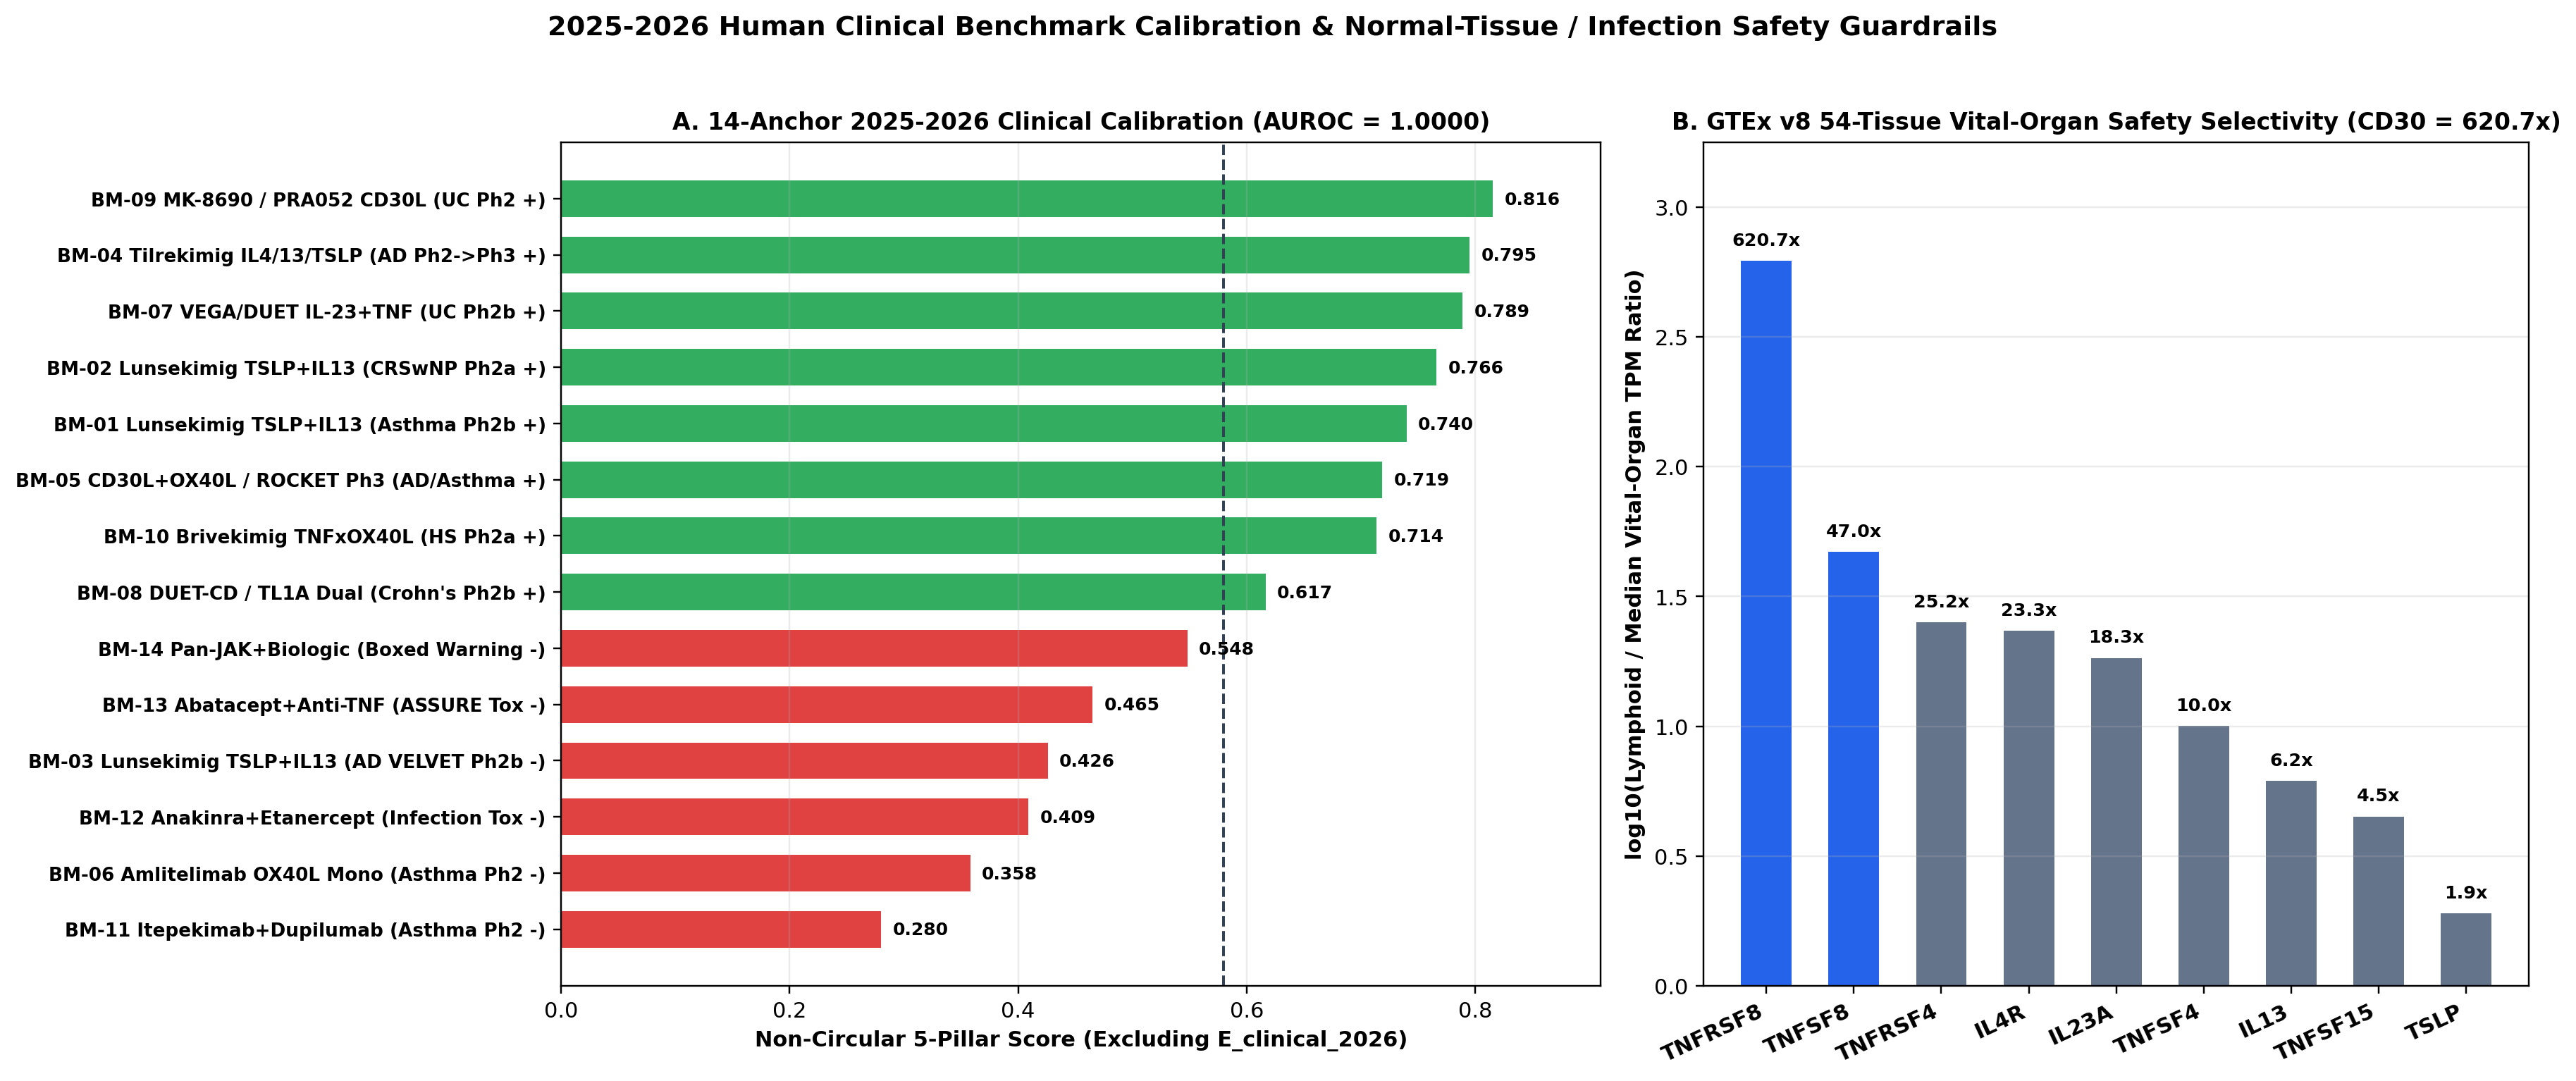 2025-2026 Human Clinical Benchmark Calibration & Normal-Tissue / Infection Safety Guardrails
A. 14-Anchor 2025-2026 Clinical Calibration (AUROC = 1.0000)
BM-09 MK-8690 / PRA052 CD30L (UC Ph2 +) 0.816
BM-04 Tilrekimig IL4/13/TSLP (AD Ph2->Ph3 +) 0.795
BM-07 VEGA/DUET IL-23+TNF (UC Ph2b +) 0.789
BM-02 Lunsekimig TSLP+IL13 (CRSwNP Ph2a +) 0.766
BM-01 Lunsekimig TSLP+IL13 (Asthma Ph2b +) 0.740
BM-05 CD30L+OX40L / ROCKET Ph3 (AD/Asthma +) 0.719
BM-10 Brivekimig TNFxOX40L (HS Ph2a +) 0.714
BM-08 DUET-CD / TL1A Dual (Crohn's Ph2b +) 0.617
BM-14 Pan-JAK+Biologic (Boxed Warning -) 0.548
BM-13 Abatacept+Anti-TNF (ASSURE Tox -) 0.465
BM-03 Lunsekimig TSLP+IL13 (AD VELVET Ph2b -) 0.426
BM-12 Anakinra+Etanercept (Infection Tox -) 0.409
BM-06 Amlitelimab OX40L Mono (Asthma Ph2 -) 0.358
BM-11 Itepekimab+Dupilumab (Asthma Ph2 -) 0.280
0.0 0.2 0.4 0.6 0.8
Non-Circular 5-Pillar Score (Excluding E_clinical_2026)
B. GTEx v8 54-Tissue Vital-Organ Safety Selectivity (CD30 = 620.7x)
log10(Lymphoid / Median Vital-Organ TPM Ratio)
3.0
2.5
2.0
1.5
1.0
0.5
0.0
620.7x
47.0x
25.2x
23.3x
18.3x
10.0x
6.2x
4.5x
1.9x
TNFRSF8
TNFSF8
TNFRSF4
IL4R
IL23A
TNFSF4
IL13
TNFSF15
TSLP